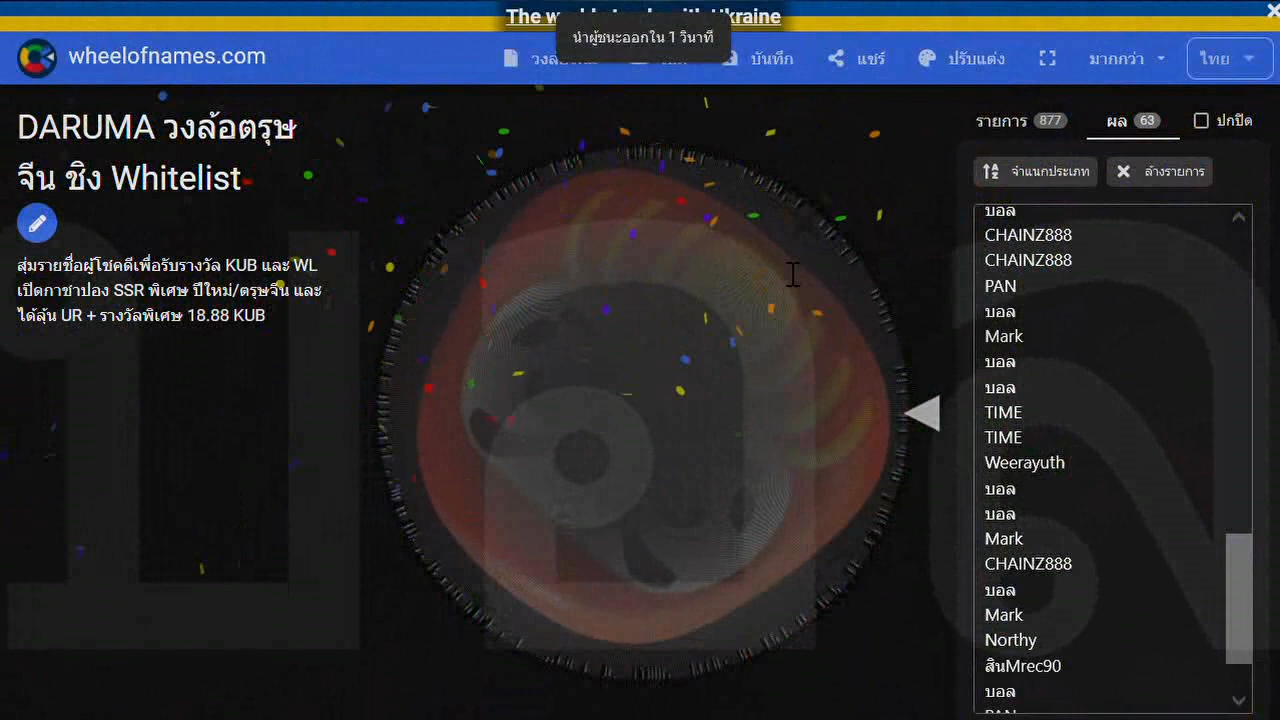 The w
kraine
นำผู้ชนะออกใน 1 วินาที
wheelofnames.com
บันทึก
แชร์
ปรับแต่ง
มากกว่า
ไทย
DARUMA วงล้อตรุษ
จีน ชิง Whitelist
สุ่มรายชื่อผู้โชคดีเพื่อรับรางวัล KUB และ WL
เปิดกาชาปอง SSR พิเศษ ปีใหม่/ตรุษจีน และ
ได้ลุ้น UR + รางวัลพิเศษ 18.88 KUB
รายการ 877
ผล 63
ปกปิด
จำแนกประเภท
ล้างรายการ
บอล
CHAINZ888
CHAINZ888
PAN
บอล
Mark
บอล
บอล
TIME
TIME
Weerayuth
บอล
บอล
Mark
CHAINZ888
บอล
Mark
Northy
สินMrec90
บอล
PAN